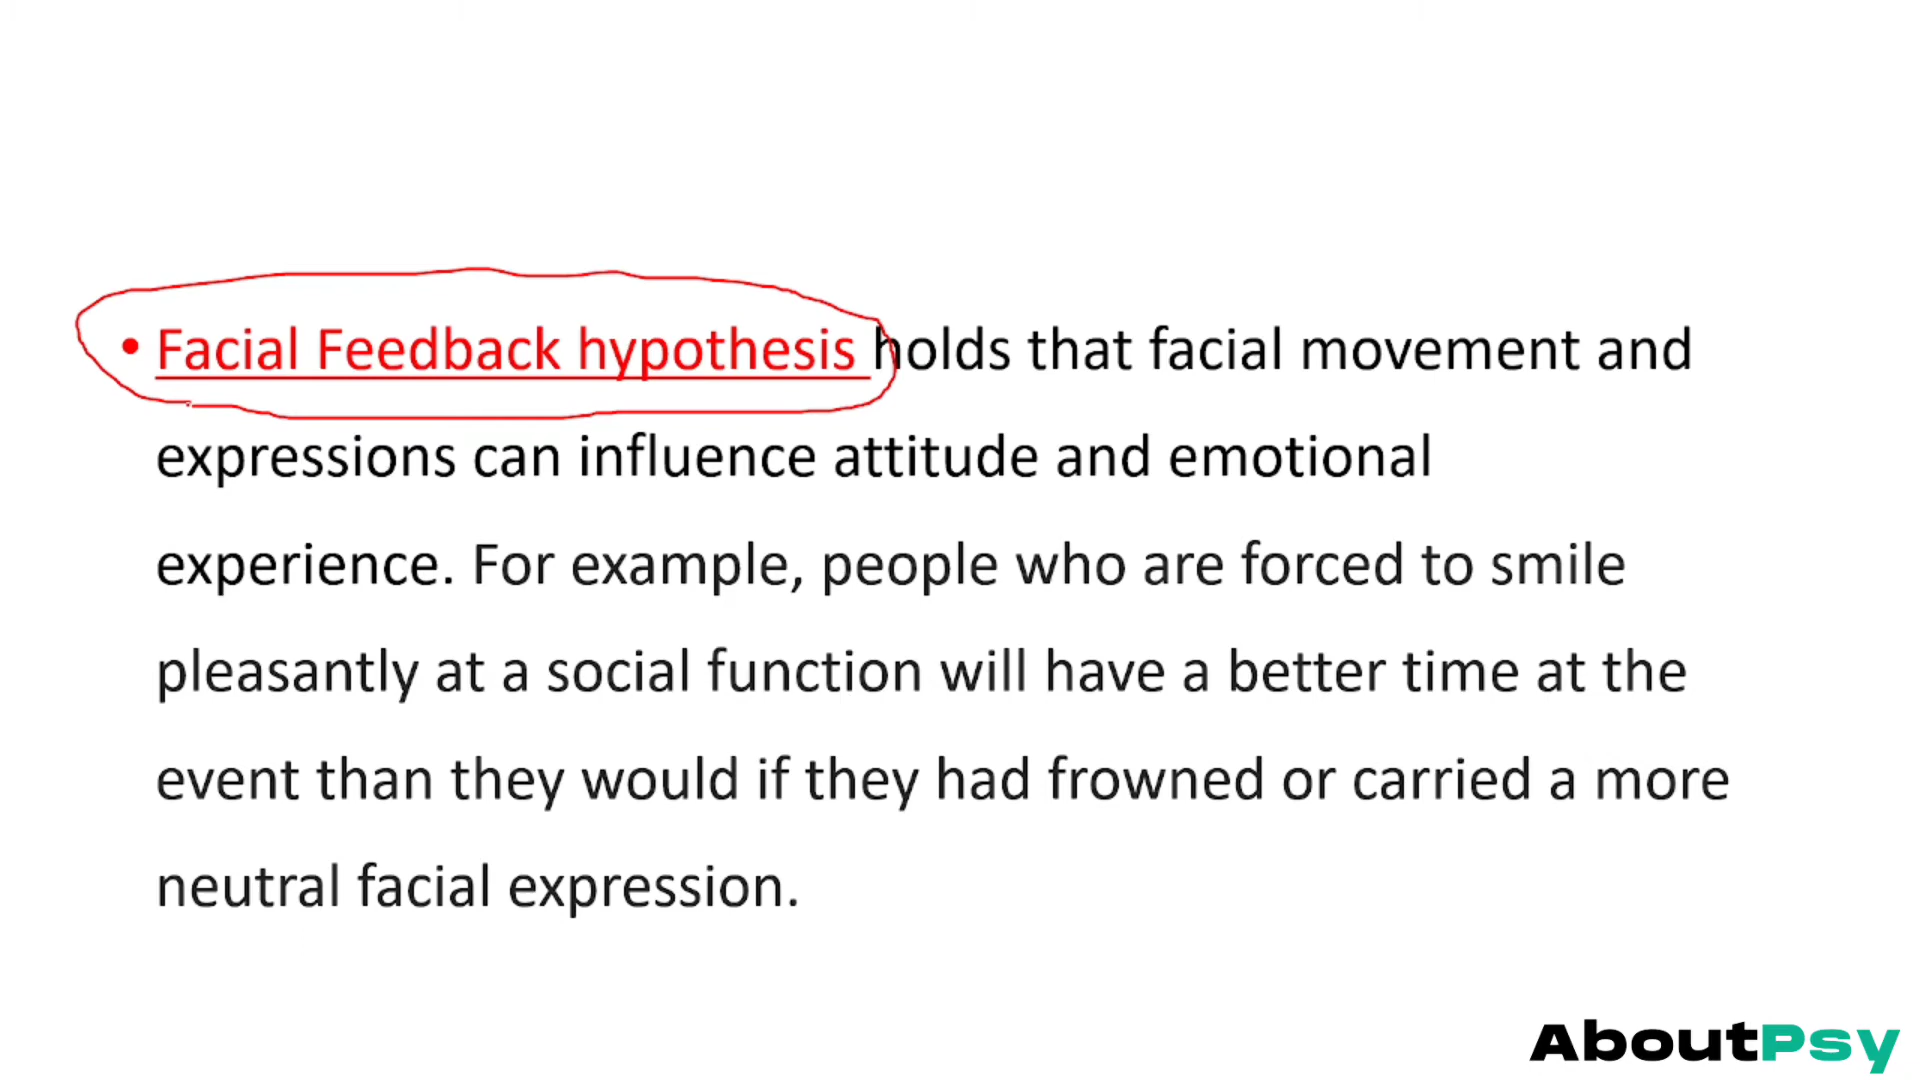 • Facial Feedback hypothesis holds that facial movement and
expressions can influence attitude and emotional
experience. For example, people who are forced to smile
pleasantly at a social function will have a better time at the
event than they would if they had frowned or carried a more
neutral facial expression.
AboutPsy